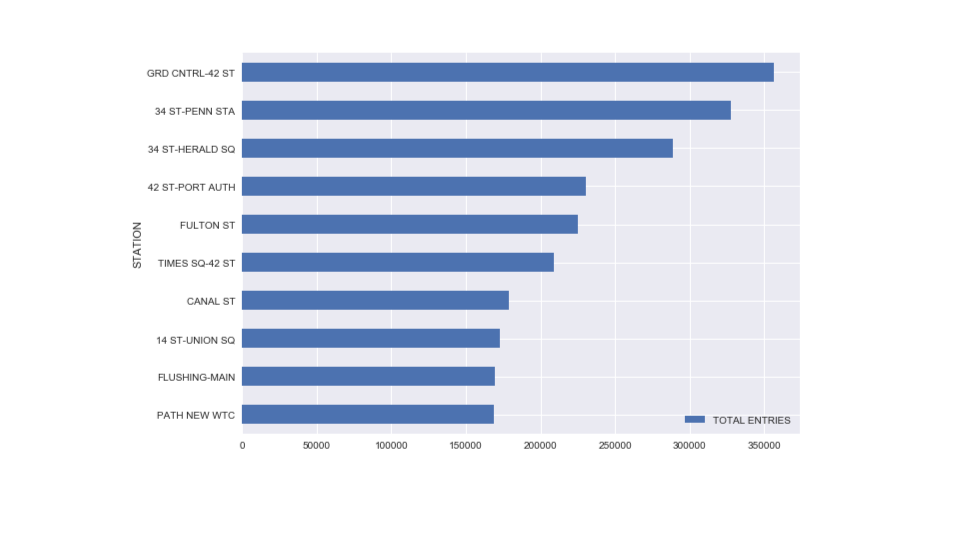 GRD CNTRL-42 ST
34 ST-PENN STA
34 ST-HERALD SQ
42 ST-PORT AUTH
FULTON ST
TIMES SQ-42 ST
CANAL ST
14 ST-UNION SQ
FLUSHING-MAIN
PATH NEW WTC
STATION
TOTAL ENTRIES
0 50000 100000 150000 200000 250000 300000 350000